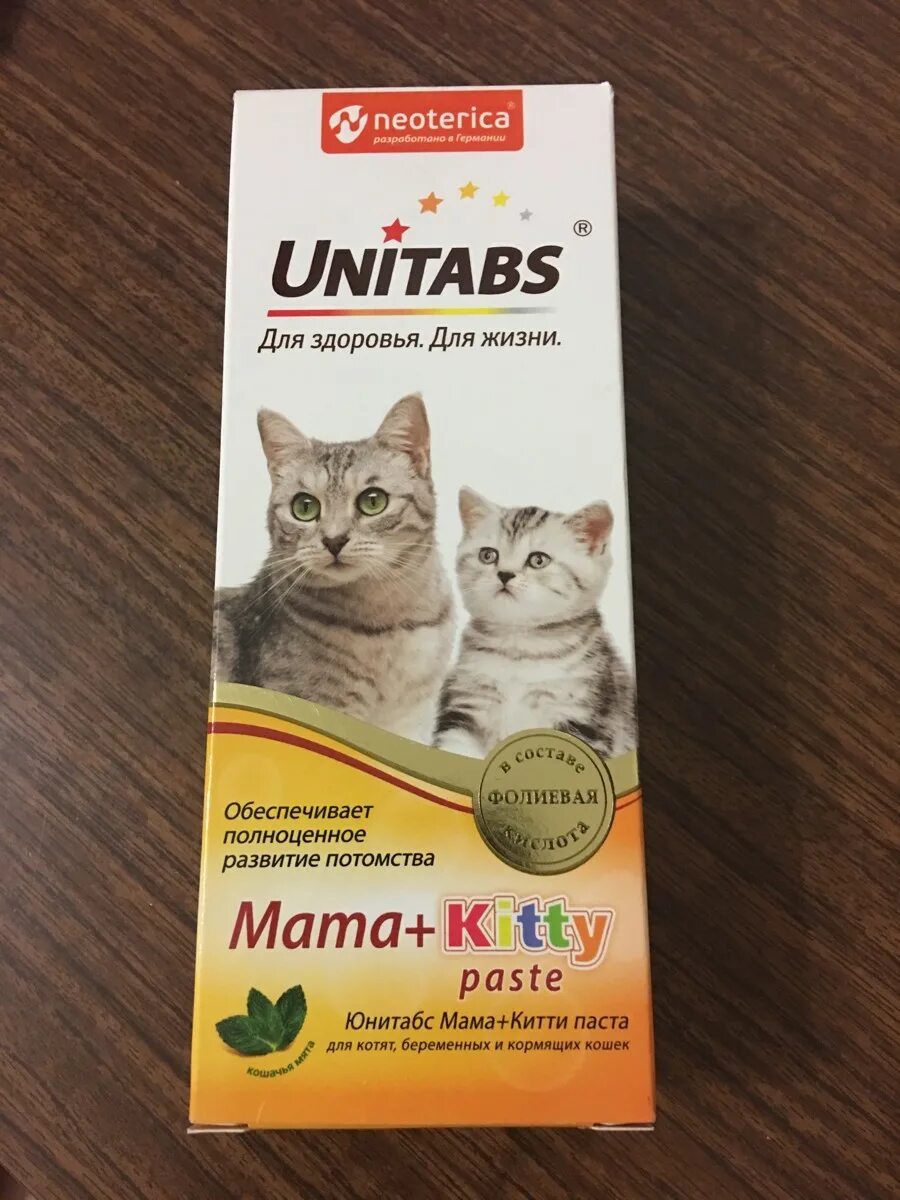 neoterica®
разработано в Германии
UNITABS®
Для здоровья. Для жизни.
в составе
ФОЛИЕВАЯ
кислота
Обеспечивает
полноценное
развитие потомства
Mama+ Kitty
paste
Юнитабс Мама+Китти паста
для котят, беременных и кормящих кошек
кошачья мята